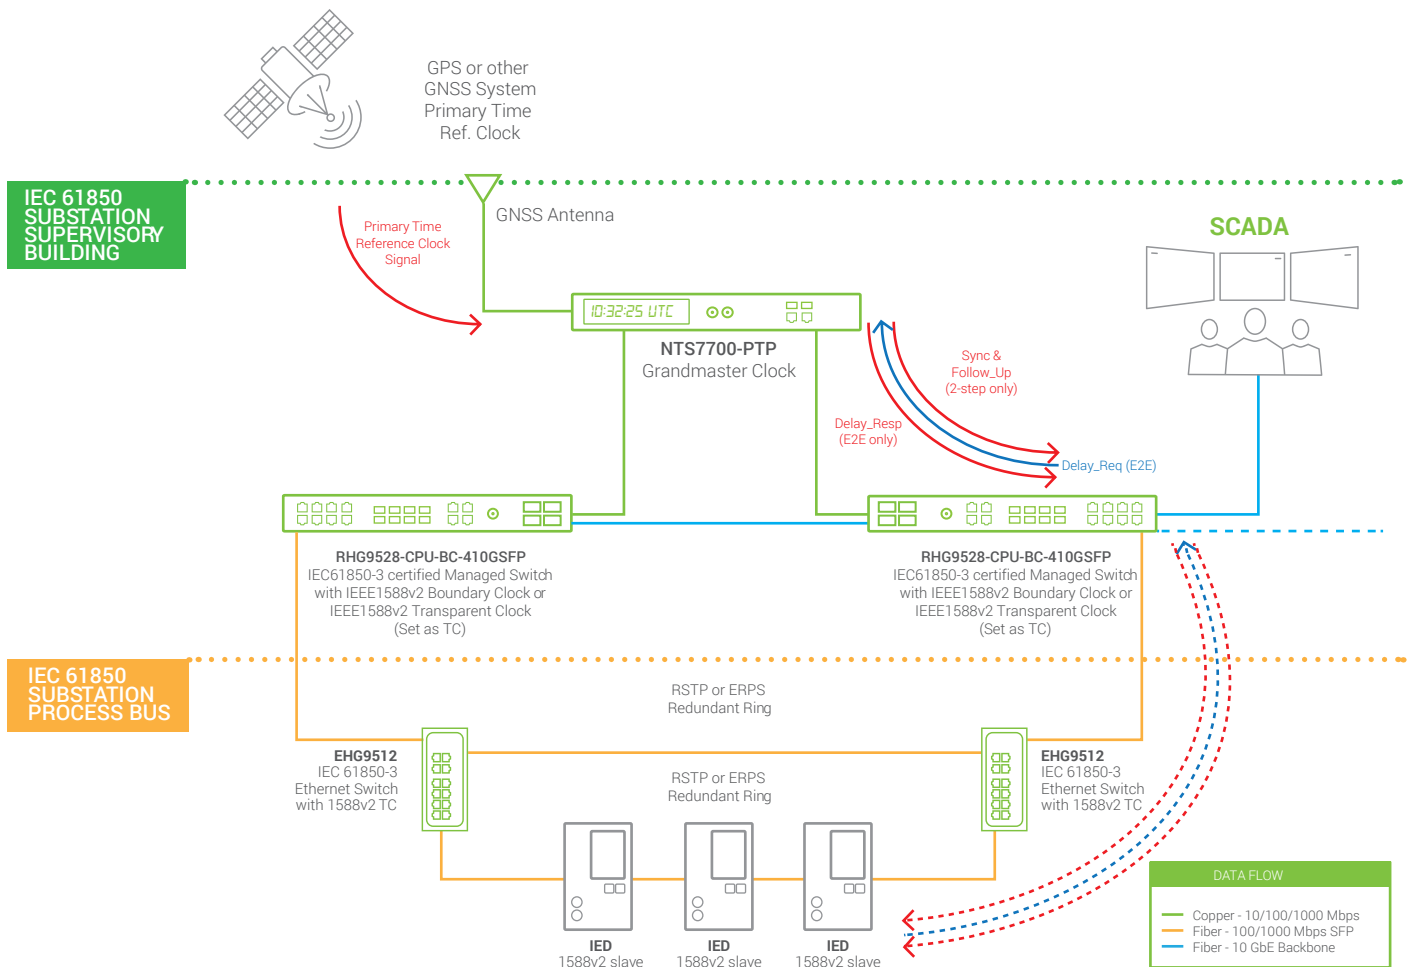 GPS or other
GNSS System
Primary Time
Ref. Clock
IEC 61850
SUBSTATION
SUPERVISORY
BUILDING
GNSS Antenna
Primary Time
Reference Clock
Signal
SCADA
10:32:25 UTC
NTS7700-PTP
Grandmaster Clock
Sync &
Follow_Up
(2-step only)
Delay_Resp
(E2E only)
Delay_Req (E2E)
RHG9528-CPU-BC-410GSFP
IEC61850-3 certified Managed Switch
with IEEE1588v2 Boundary Clock or
IEEE1588v2 Transparent Clock
(Set as TC)
RHG9528-CPU-BC-410GSFP
IEC61850-3 certified Managed Switch
with IEEE1588v2 Boundary Clock or
IEEE1588v2 Transparent Clock
(Set as TC)
IEC 61850
SUBSTATION
PROCESS BUS
RSTP or ERPS
Redundant Ring
EHG9512
IEC 61850-3
Ethernet Switch
with 1588v2 TC
RSTP or ERPS
Redundant Ring
EHG9512
IEC 61850-3
Ethernet Switch
with 1588v2 TC
IED
1588v2 slave
IED
1588v2 slave
IED
1588v2 slave
DATA FLOW
Copper - 10/100/1000 Mbps
Fiber - 100/1000 Mbps SFP
Fiber - 10 GbE Backbone